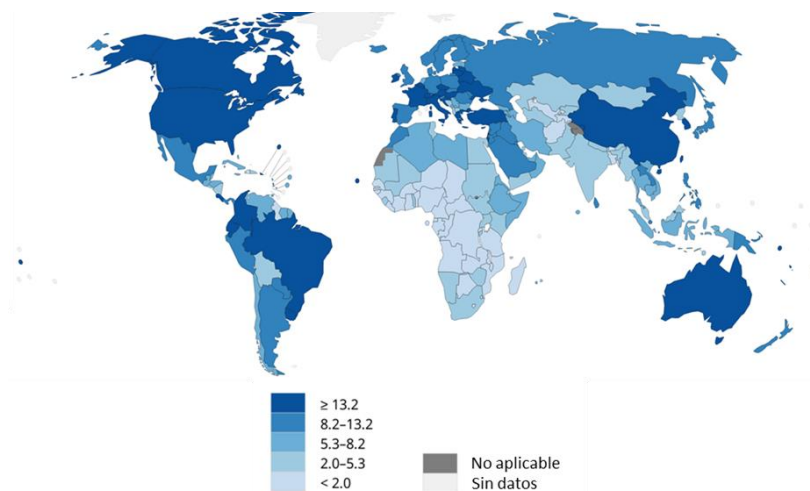 ≥ 13.2
8.2–13.2
5.3–8.2
2.0–5.3
< 2.0
No aplicable
Sin datos